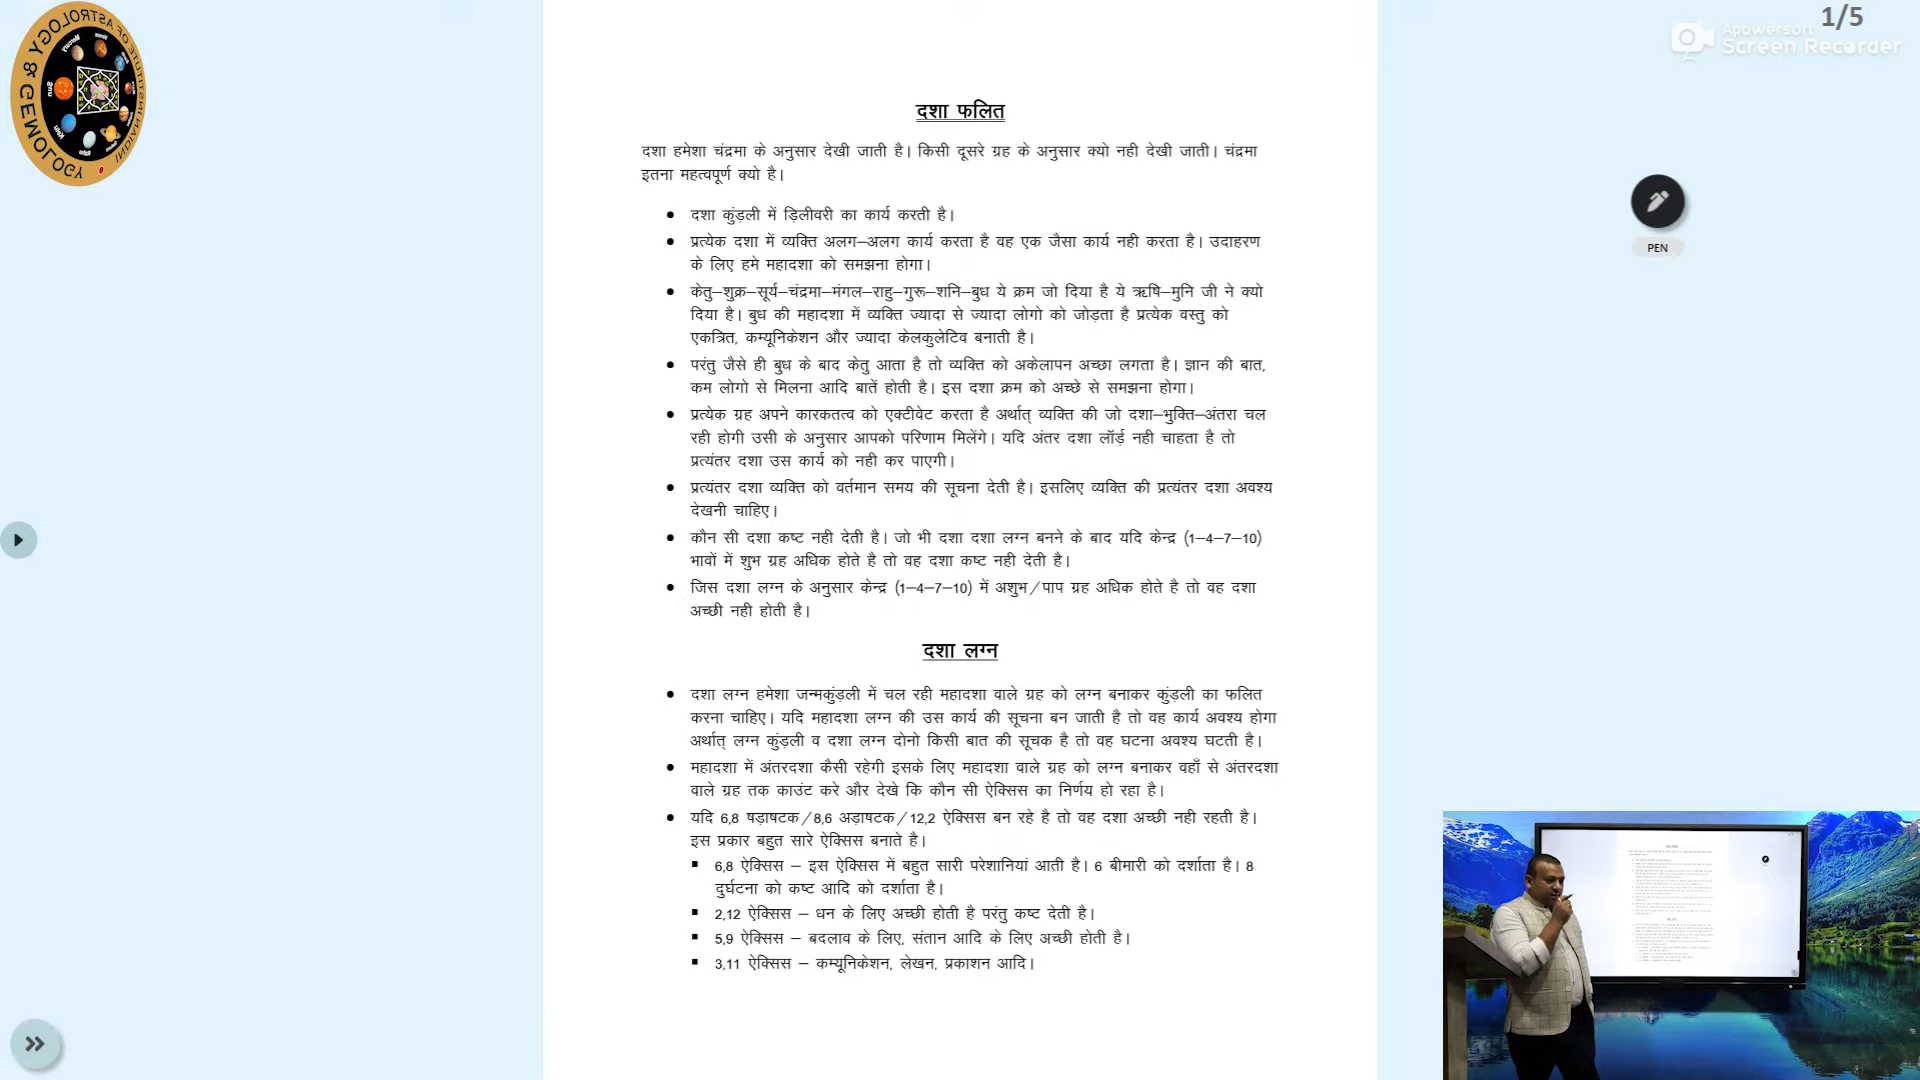 1/5
Apowersoft
Screen Recorder
INDIAN INSTITUTE OF ASTROLOGY & GEMOLOGY
दशा फलित
दशा हमेशा चंद्रमा के अनुसार देखी जाती है। किसी दूसरे ग्रह के अनुसार क्यो नही देखी जाती। चंद्रमा
इतना महत्वपूर्ण क्यो है।
• दशा कुंड़ली में ड़िलीवरी का कार्य करती है।
• प्रत्येक दशा में व्यक्ति अलग–अलग कार्य करता है वह एक जैसा कार्य नही करता है। उदाहरण
के लिए हमे महादशा को समझना होगा।
• केतु–शुक्र–सूर्य–चंद्रमा–मंगल–राहु–गुरू–शनि–बुध ये क्रम जो दिया है ये ऋषि–मुनि जी ने क्यो
दिया है। बुध की महादशा में व्यक्ति ज्यादा से ज्यादा लोगो को जोड़ता है प्रत्येक वस्तु को
एकत्रित, कम्यूनिकेशन और ज्यादा केलकुलेटिव बनाती है।
• परंतु जैसे ही बुध के बाद केतु आता है तो व्यक्ति को अकेलापन अच्छा लगता है। ज्ञान की बात,
कम लोगो से मिलना आदि बातें होती है। इस दशा क्रम को अच्छे से समझना होगा।
• प्रत्येक ग्रह अपने कारकतत्व को एक्टीवेट करता है अर्थात् व्यक्ति की जो दशा–भुक्ति–अंतरा चल
रही होगी उसी के अनुसार आपको परिणाम मिलेंगे। यदि अंतर दशा लॉर्ड़ नही चाहता है तो
प्रत्यंतर दशा उस कार्य को नही कर पाएगी।
• प्रत्यंतर दशा व्यक्ति को वर्तमान समय की सूचना देती है। इसलिए व्यक्ति की प्रत्यंतर दशा अवश्य
देखनी चाहिए।
• कौन सी दशा कष्ट नही देती है। जो भी दशा दशा लग्न बनने के बाद यदि केन्द्र (1–4–7–10)
भावों में शुभ ग्रह अधिक होते है तो वह दशा कष्ट नही देती है।
• जिस दशा लग्न के अनुसार केन्द्र (1–4–7–10) में अशुभ/पाप ग्रह अधिक होते है तो वह दशा
अच्छी नही होती है।
दशा लग्न
• दशा लग्न हमेशा जन्मकुंड़ली में चल रही महादशा वाले ग्रह को लग्न बनाकर कुंड़ली का फलित
करना चाहिए। यदि महादशा लग्न की उस कार्य की सूचना बन जाती है तो वह कार्य अवश्य होगा
अर्थात् लग्न कुंड़ली व दशा लग्न दोनो किसी बात की सूचक है तो वह घटना अवश्य घटती है।
• महादशा में अंतरदशा कैसी रहेगी इसके लिए महादशा वाले ग्रह को लग्न बनाकर वहाँ से अंतरदशा
वाले ग्रह तक काउंट करे और देखे कि कौन सी ऐक्सिस का निर्णय हो रहा है।
• यदि 6,8 षड़ाषटक/8,6 अड़ाषटक/12,2 ऐक्सिस बन रहे है तो वह दशा अच्छी नही रहती है।
इस प्रकार बहुत सारे ऐक्सिस बनाते है।
▪ 6,8 ऐक्सिस – इस ऐक्सिस में बहुत सारी परेशानियां आती है। 6 बीमारी को दर्शाता है। 8
दुर्घटना को कष्ट आदि को दर्शाता है।
▪ 2,12 ऐक्सिस – धन के लिए अच्छी होती है परंतु कष्ट देती है।
▪ 5,9 ऐक्सिस – बदलाव के लिए, संतान आदि के लिए अच्छी होती है।
▪ 3,11 ऐक्सिस – कम्यूनिकेशन, लेखन, प्रकाशन आदि।
PEN